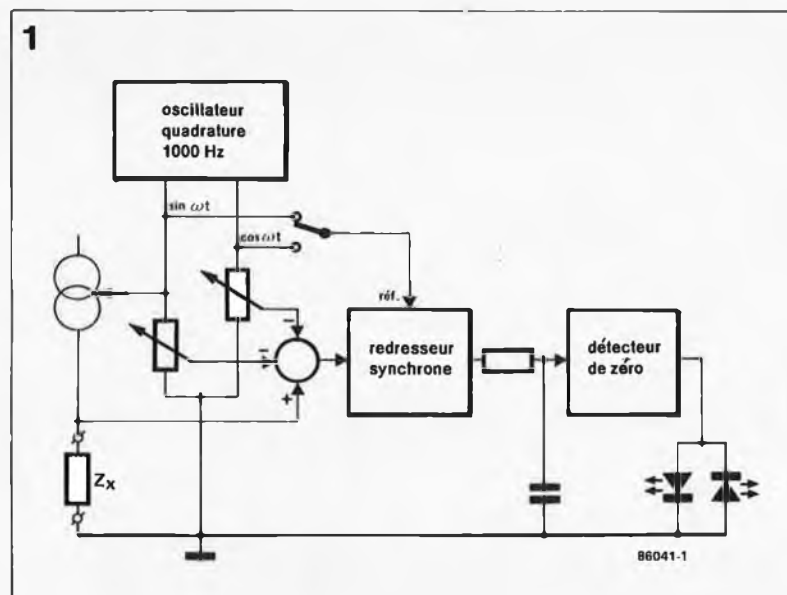 1
oscillateur
quadrature
1000 Hz
sin ωt
cos ωt
réf.
−
−
+
redresseur
synchrone
détecteur
de zéro
Zx
86041-1